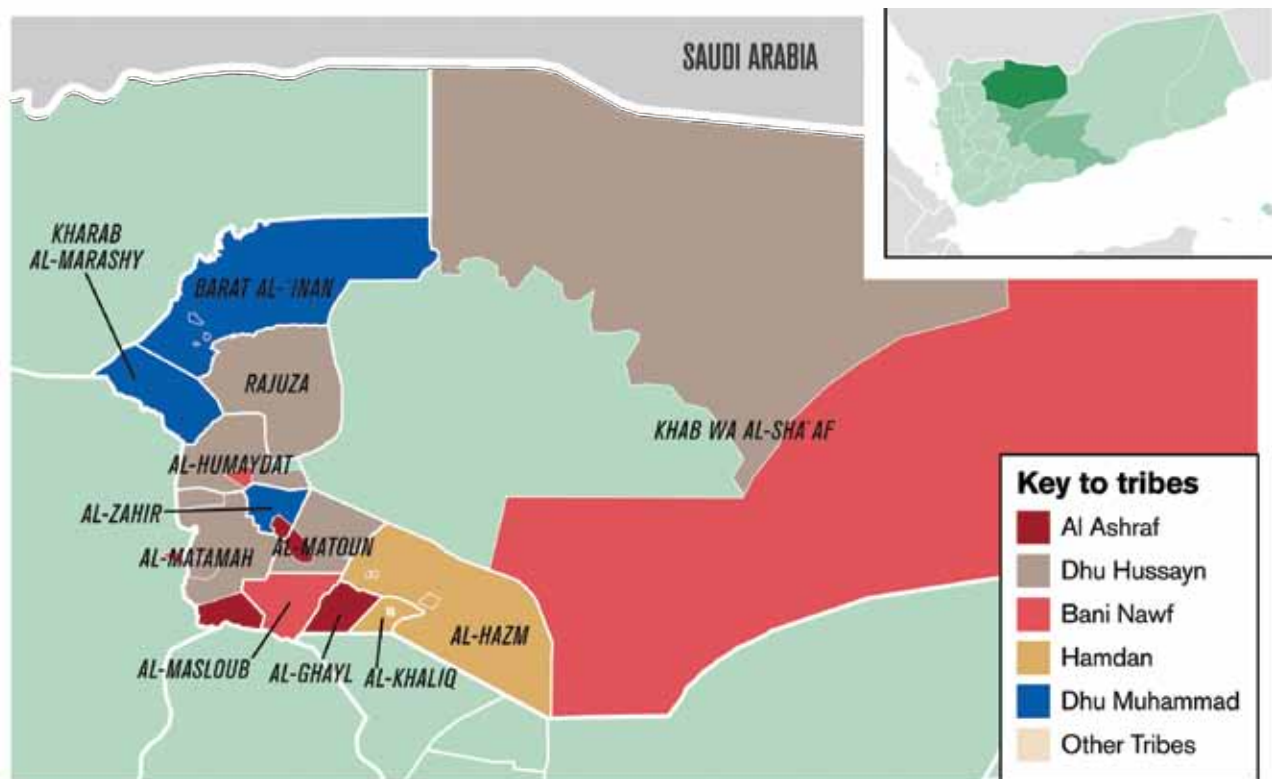 SAUDI ARABIA
KHARAB
AL-MARASHY
BARAT AL-`INAN
RAJUZA
KHAB WA AL-SHA`AF
AL-HUMAYDAT
AL-ZAHIR
AL-MATAMAH
AL-MATOUN
AL-HAZM
AL-MASLOUB
AL-GHAYL
AL-KHALIQ
Key to tribes
Al Ashraf
Dhu Hussayn
Bani Nawf
Hamdan
Dhu Muhammad
Other Tribes